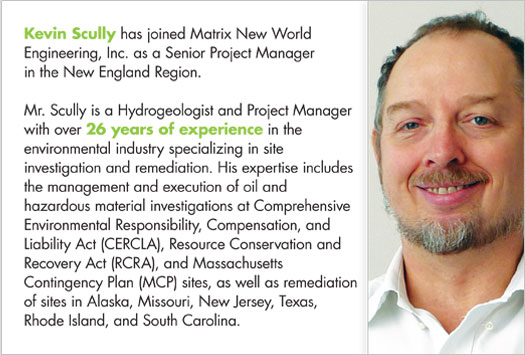 Kevin Scully has joined Matrix New World
Engineering, Inc. as a Senior Project Manager
in the New England Region.
Mr. Scully is a Hydrogeologist and Project Manager
with over 26 years of experience in the
environmental industry specializing in site
investigation and remediation. His expertise includes
the management and execution of oil and
hazardous material investigations at Comprehensive
Environmental Responsibility, Compensation, and
Liability Act (CERCLA), Resource Conservation and
Recovery Act (RCRA), and Massachusetts
Contingency Plan (MCP) sites, as well as remediation
of sites in Alaska, Missouri, New Jersey, Texas,
Rhode Island, and South Carolina.